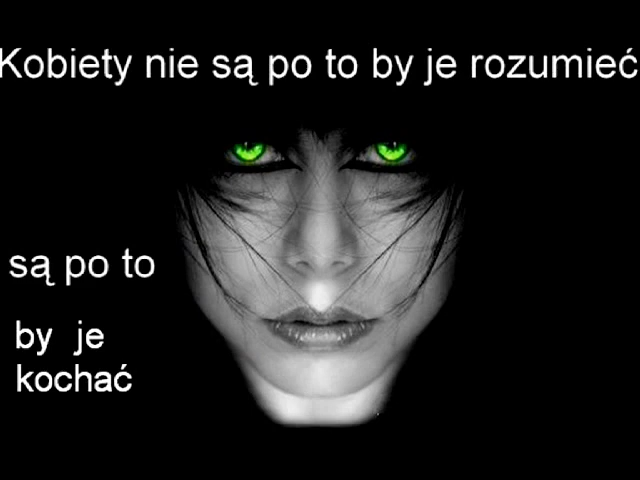 Kobiety nie są po to by je rozumieć
są po to
by je
kochać